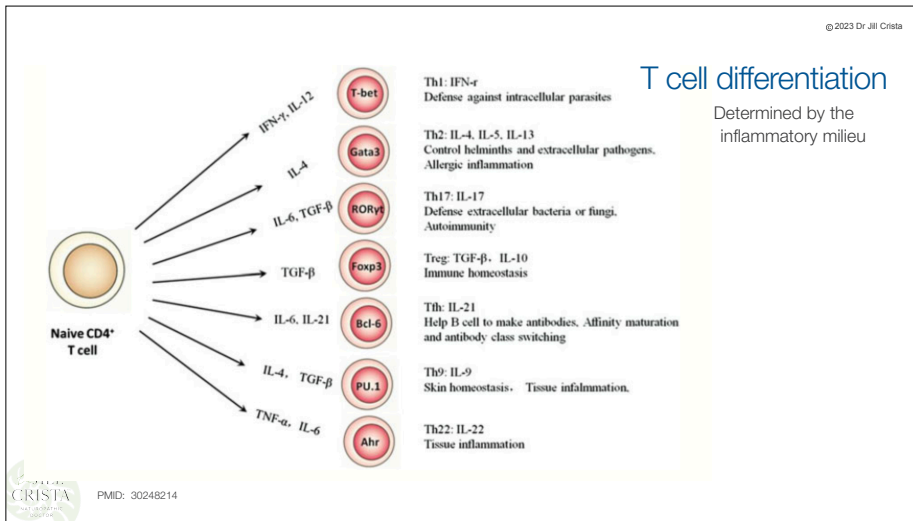 © 2023 Dr Jill Crista
T cell differentiation
Determined by the
inflammatory milieu
Naive CD4⁺
T cell
IFN-γ, IL-12
T-bet
Th1: IFN-r
Defense against intracellular parasites
IL-4
Gata3
Th2: IL-4, IL-5, IL-13
Control helminths and extracellular pathogens,
Allergic inflammation
IL-6, TGF-β
RORγt
Th17: IL-17
Defense extracellular bacteria or fungi,
Autoimmunity
TGF-β
Foxp3
Treg: TGF-β, IL-10
Immune homeostasis
IL-6, IL-21
Bcl-6
Tfh: IL-21
Help B cell to make antibodies, Affinity maturation
and antibody class switching
IL-4, TGF-β
PU.1
Th9: IL-9
Skin homeostasis, Tissue infalmmation,
TNF-α, IL-6
Ahr
Th22: IL-22
Tissue inflammation
JILL
CRISTA
NATUROPATHIC
DOCTOR
PMID: 30248214